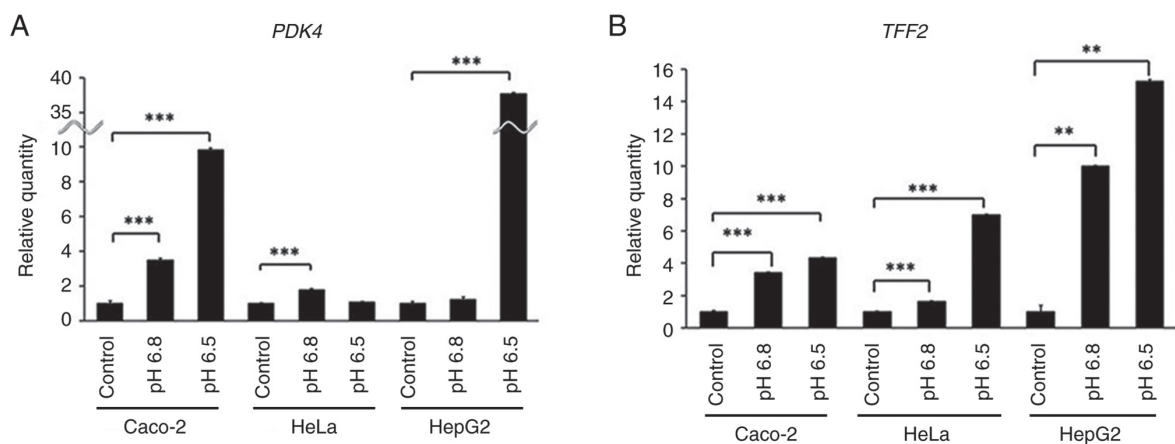 A
PDK4
Relative quantity
40
35
10
8
6
4
2
0
***
***
***
***
Control
pH 6.8
pH 6.5
Control
pH 6.8
pH 6.5
Control
pH 6.8
pH 6.5
Caco-2
HeLa
HepG2
B
TFF2
Relative quantity
16
14
12
10
8
6
4
2
0
***
***
***
***
**
**
Control
pH 6.8
pH 6.5
Control
pH 6.8
pH 6.5
Control
pH 6.8
pH 6.5
Caco-2
HeLa
HepG2